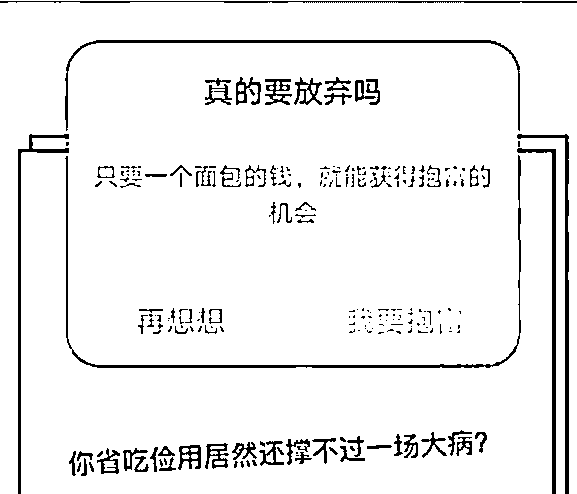 真的要放弃吗
只要一个面包的钱，就能获得抱富的
机会
再想想
我要抱富
你省吃俭用居然还撑不过一场大病?